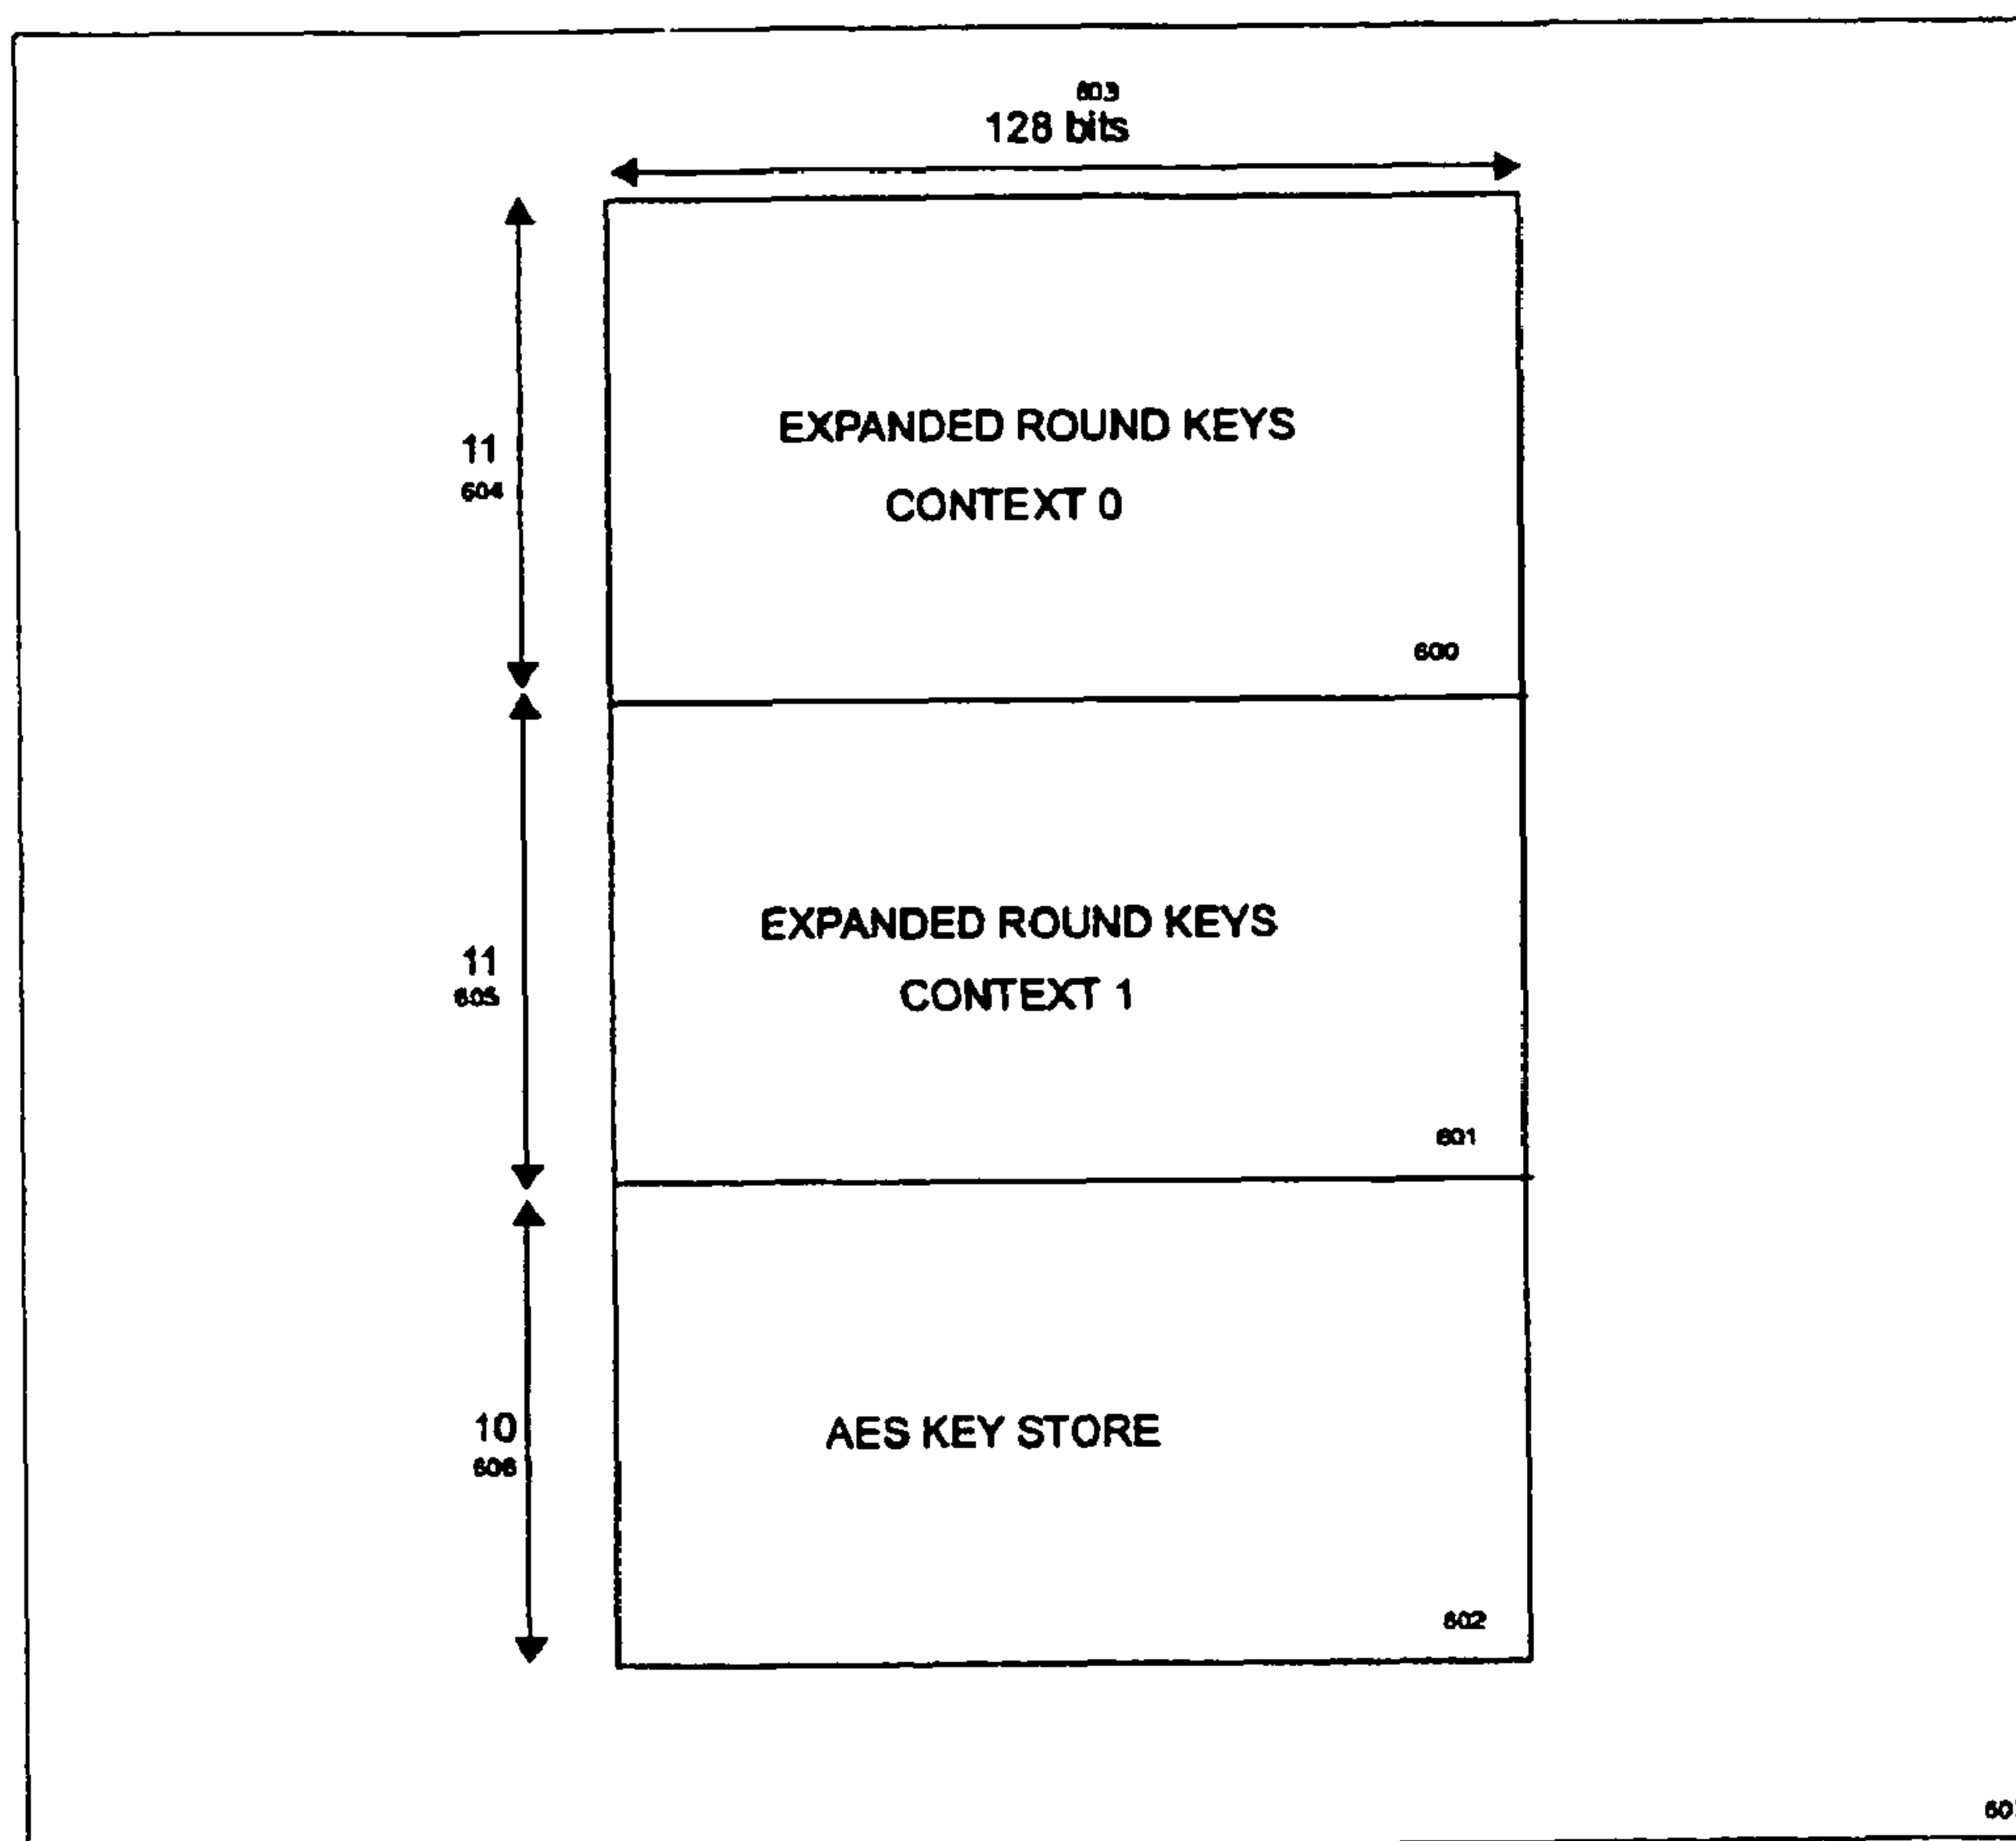 603
128 bits
EXPANDED ROUND KEYS
CONTEXT 0
11
604
600
EXPANDED ROUND KEYS
CONTEXT 1
11
605
601
AES KEY STORE
10
606
602